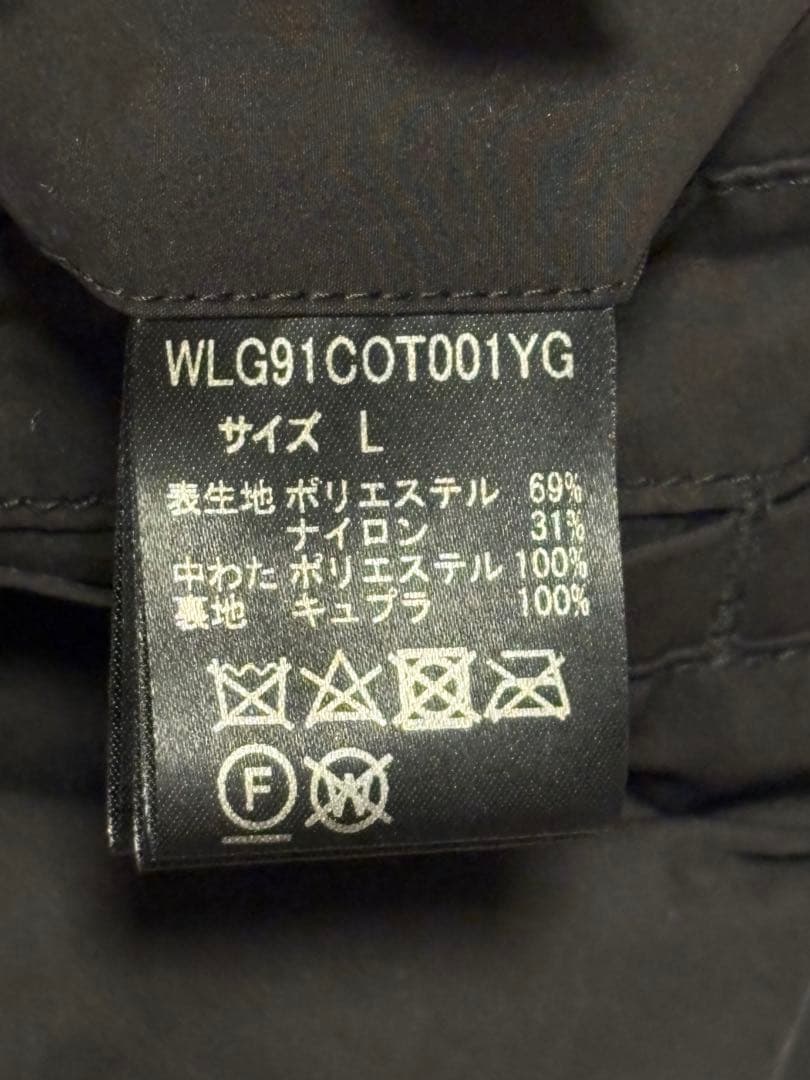 WLG91COT001YG
サイズ L
表生地 ポリエステル 69%
ナイロン 31%
中わた ポリエステル 100%
裏地 キュプラ 100%
F W